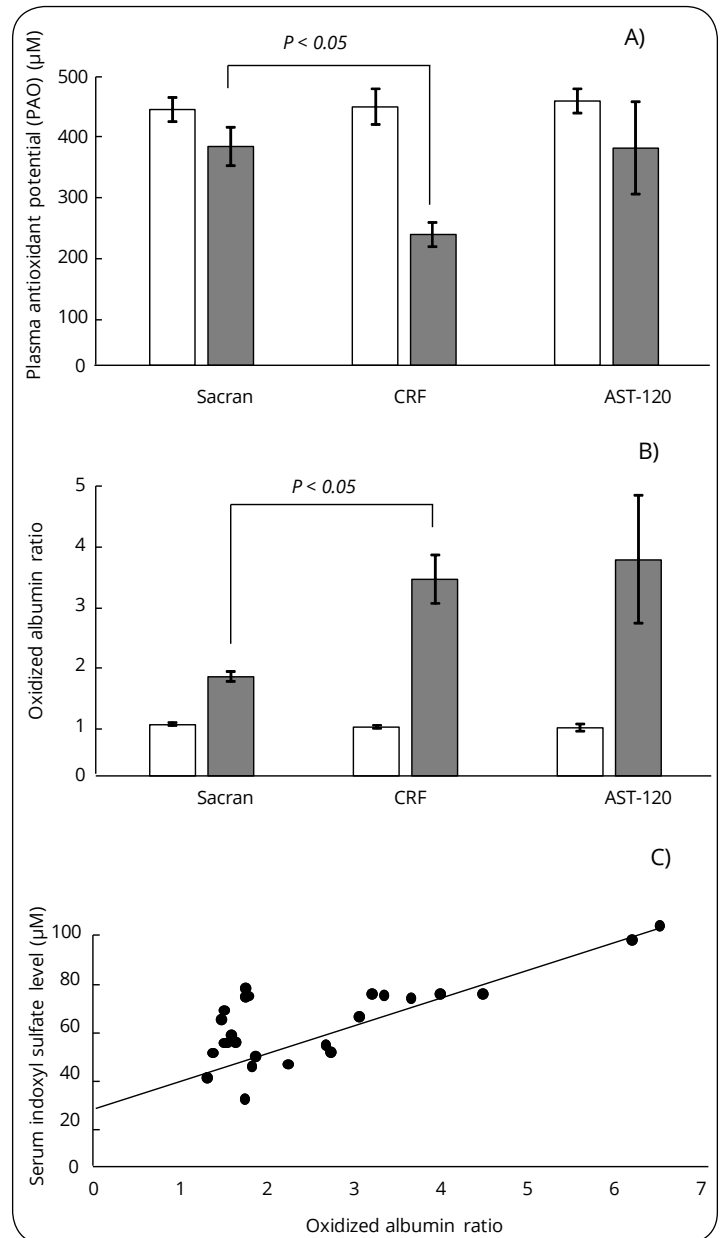 A)
P < 0.05
Plasma antioxidant potential (PAO) (µM)
500
400
300
200
100
0
Sacran CRF AST-120
B)
P < 0.05
Oxidized albumin ratio
5
4
3
2
1
0
Sacran CRF AST-120
C)
Serum indoxyl sulfate level (µM)
100
80
60
40
20
0
0 1 2 3 4 5 6 7
Oxidized albumin ratio